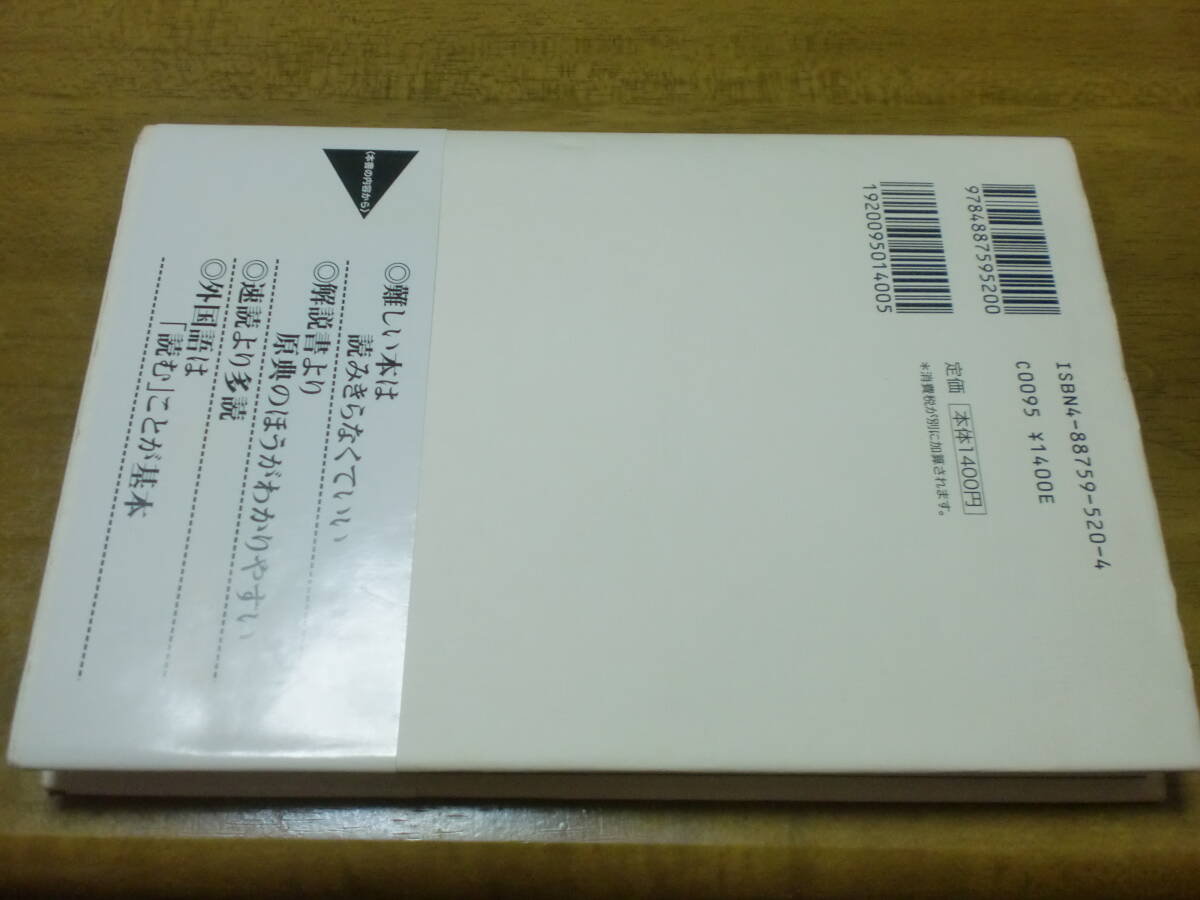 9784887595200
1920095014005
ISBN4-88759-520-4
C0095 ¥1400E
定価 本体1400円
*消費税が別に加算されます。
〈本書の内容から〉
◎難しい本は
読みきらなくていい
◎解説書より
原典のほうがわかりやすい
◎速読より多読
◎外国語は
「読む」ことが基本